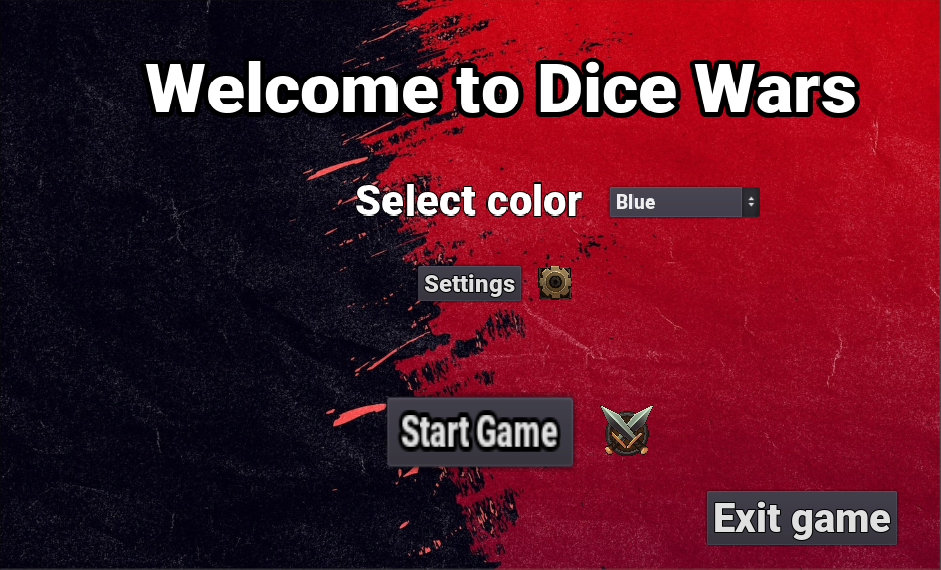 Welcome to Dice Wars
Select color
Blue
Settings
Start Game
Exit game